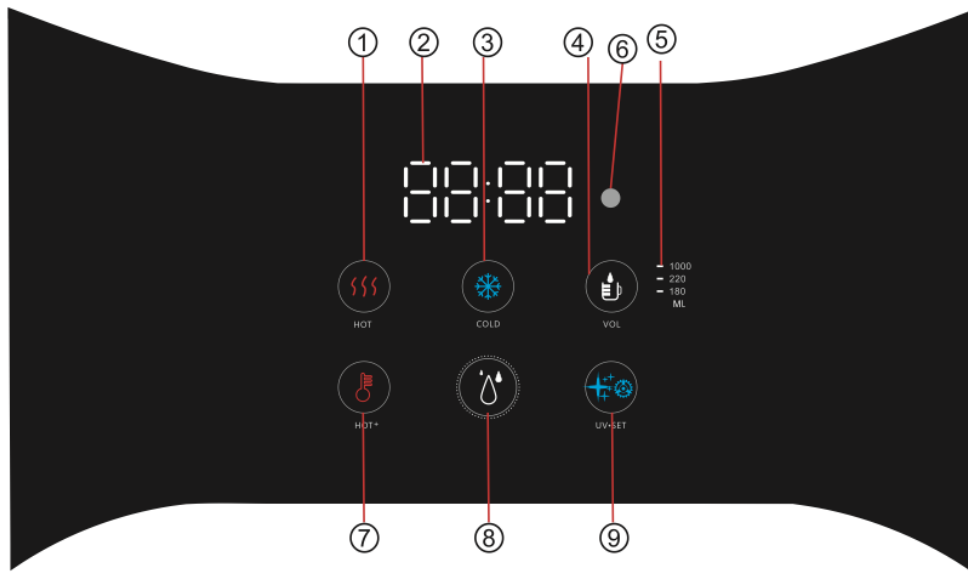 ① ② ③ ④ ⑥ ⑤
88:88
1000
220
180
ML
HOT COLD VOL
HOT+ UV•SET
⑦ ⑧ ⑨